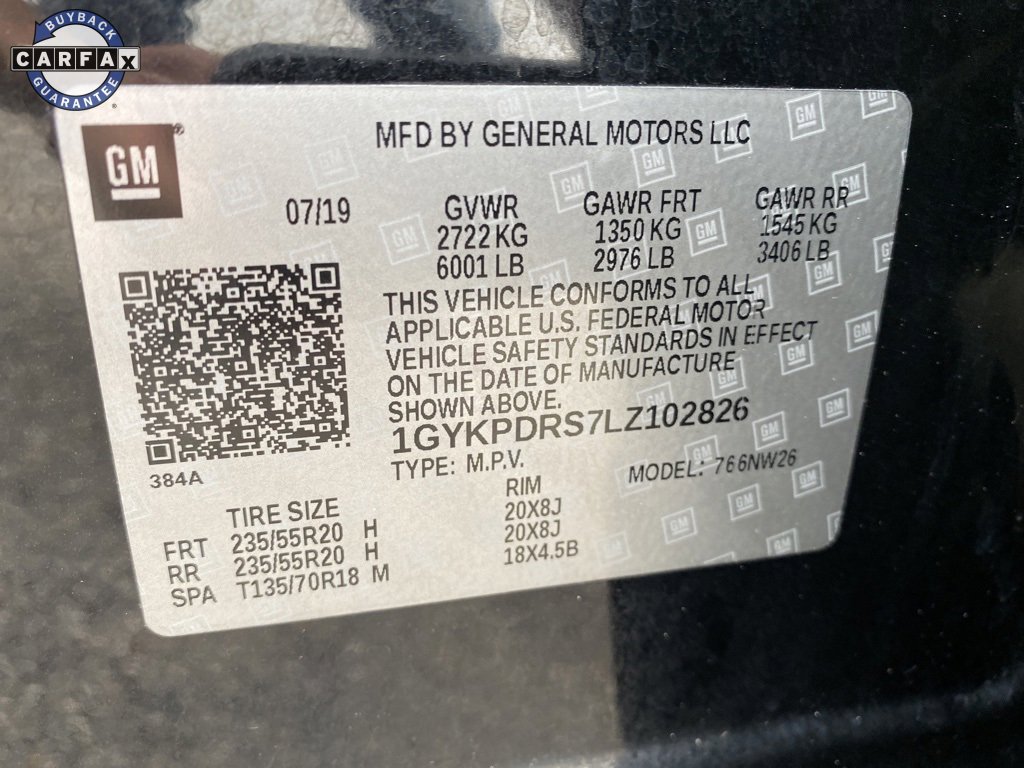 BUYBACK
CARFAX
GUARANTEE
GM
MFD BY GENERAL MOTORS LLC
07/19 GVWR GAWR FRT GAWR RR
2722 KG 1350 KG 1545 KG
6001 LB 2976 LB 3406 LB
THIS VEHICLE CONFORMS TO ALL
APPLICABLE U.S. FEDERAL MOTOR
VEHICLE SAFETY STANDARDS IN EFFECT
ON THE DATE OF MANUFACTURE
SHOWN ABOVE.
1GYKPDRS7LZ102826
TYPE: M.P.V. MODEL: 766NW26
384A
TIRE SIZE RIM
FRT 235/55R20 H 20X8J
RR 235/55R20 H 20X8J
SPA T135/70R18 M 18X4.5B